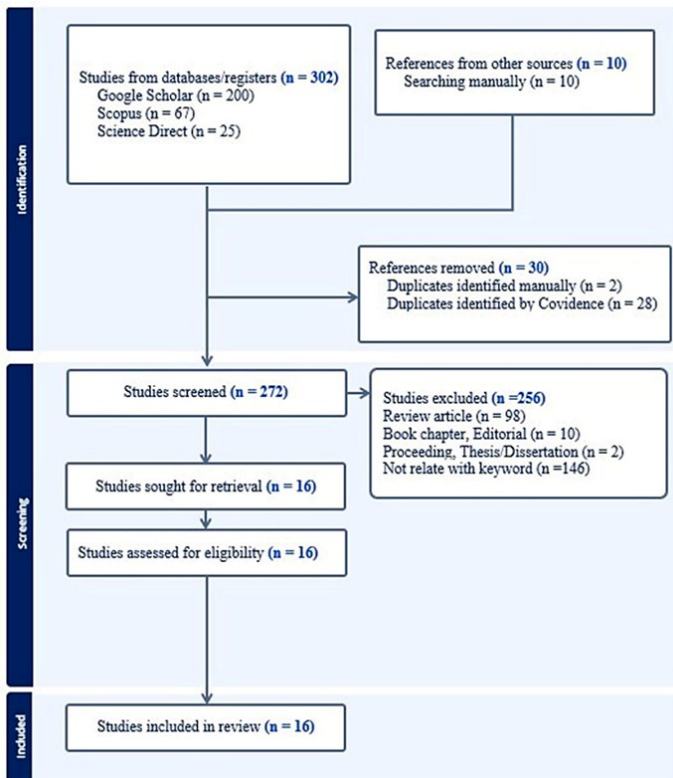 Identification
Studies from databases/registers (n = 302)
Google Scholar (n = 200)
Scopus (n = 67)
Science Direct (n = 25)
References from other sources (n = 10)
Searching manually (n = 10)
References removed (n = 30)
Duplicates identified manually (n = 2)
Duplicates identified by Covidence (n = 28)
Screening
Studies screened (n = 272)
Studies excluded (n =256)
Review article (n = 98)
Book chapter, Editorial (n = 10)
Proceeding, Thesis/Dissertation (n = 2)
Not relate with keyword (n =146)
Studies sought for retrieval (n = 16)
Studies assessed for eligibility (n = 16)
Included
Studies included in review (n = 16)